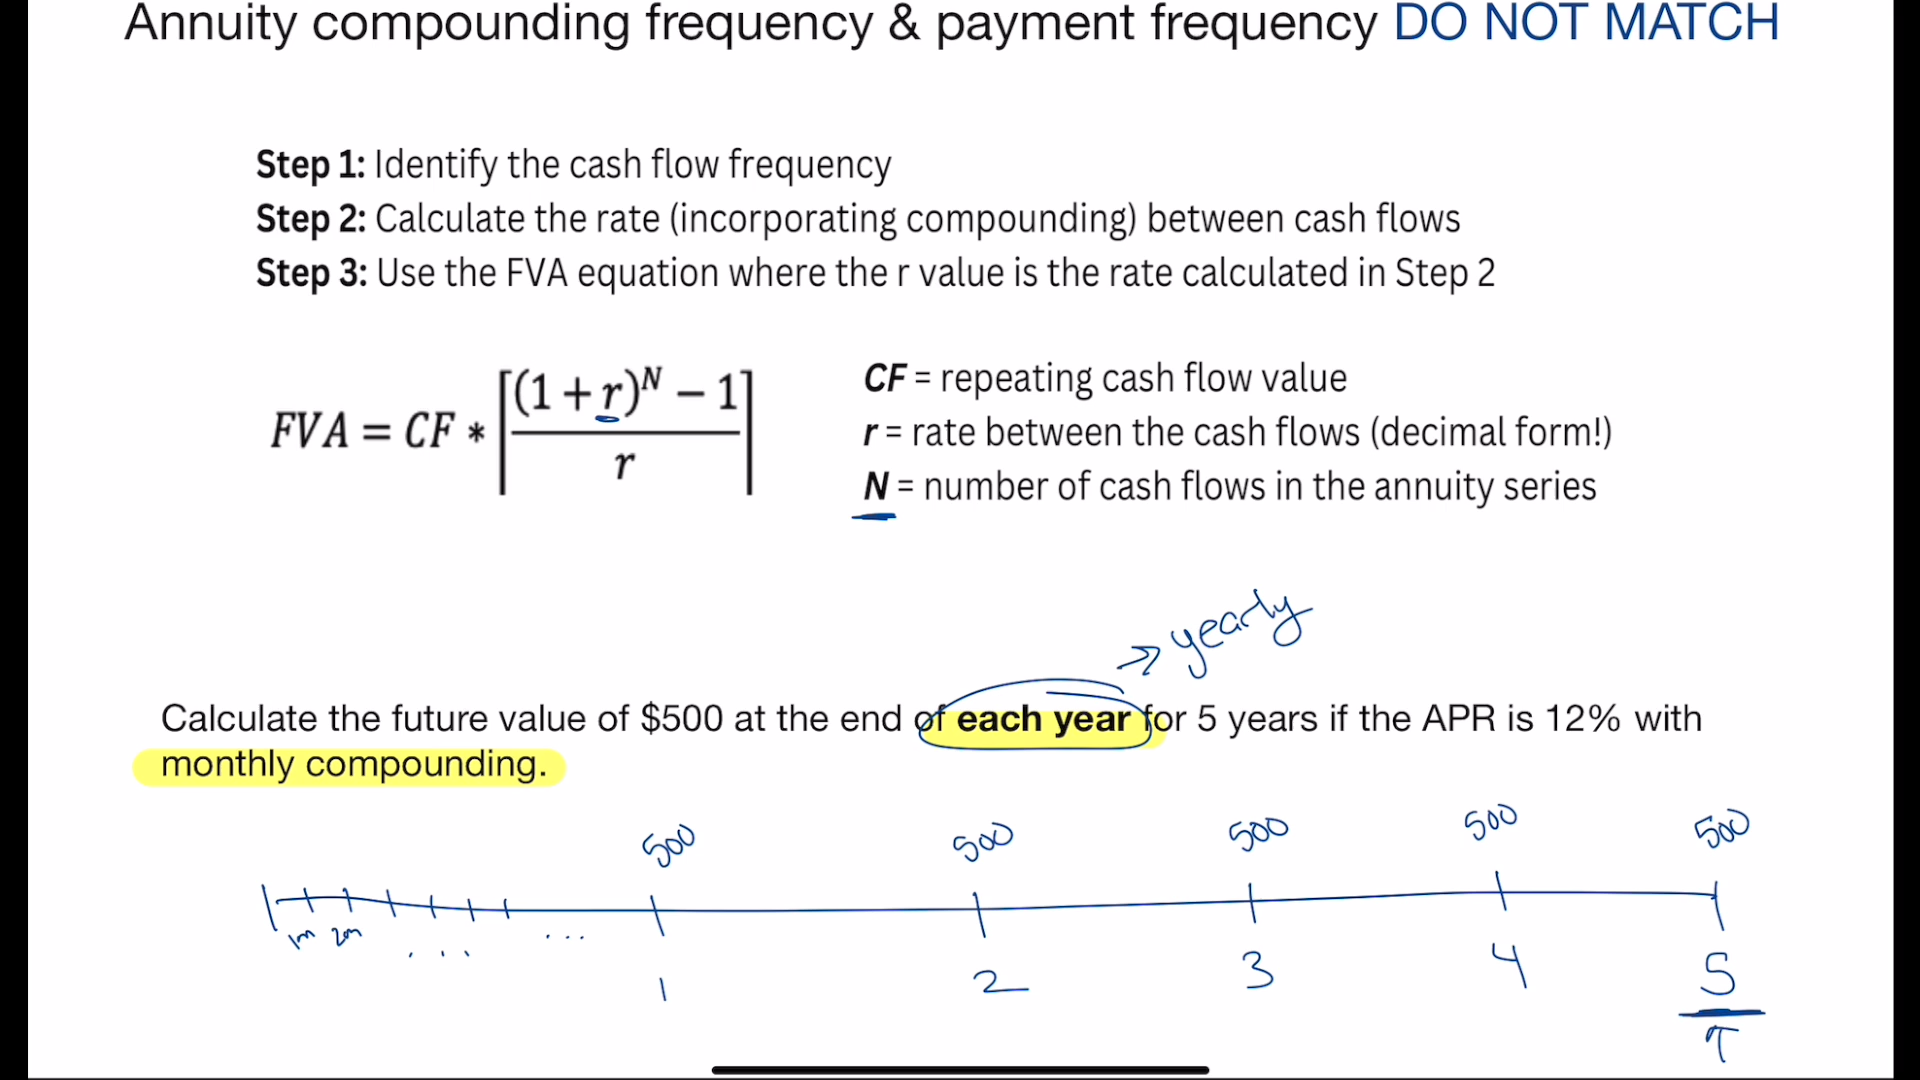 Annuity compounding frequency & payment frequency DO NOT MATCH
Step 1: Identify the cash flow frequency
Step 2: Calculate the rate (incorporating compounding) between cash flows
Step 3: Use the FVA equation where the r value is the rate calculated in Step 2
FVA = CF * [((1 + r)^N − 1) / r]
CF = repeating cash flow value
r = rate between the cash flows (decimal form!)
N = number of cash flows in the annuity series
→ yearly
Calculate the future value of $500 at the end of each year for 5 years if the APR is 12% with
monthly compounding.
500 500 500 500 500
1m 2m ... ...
1 2 3 4 5
T